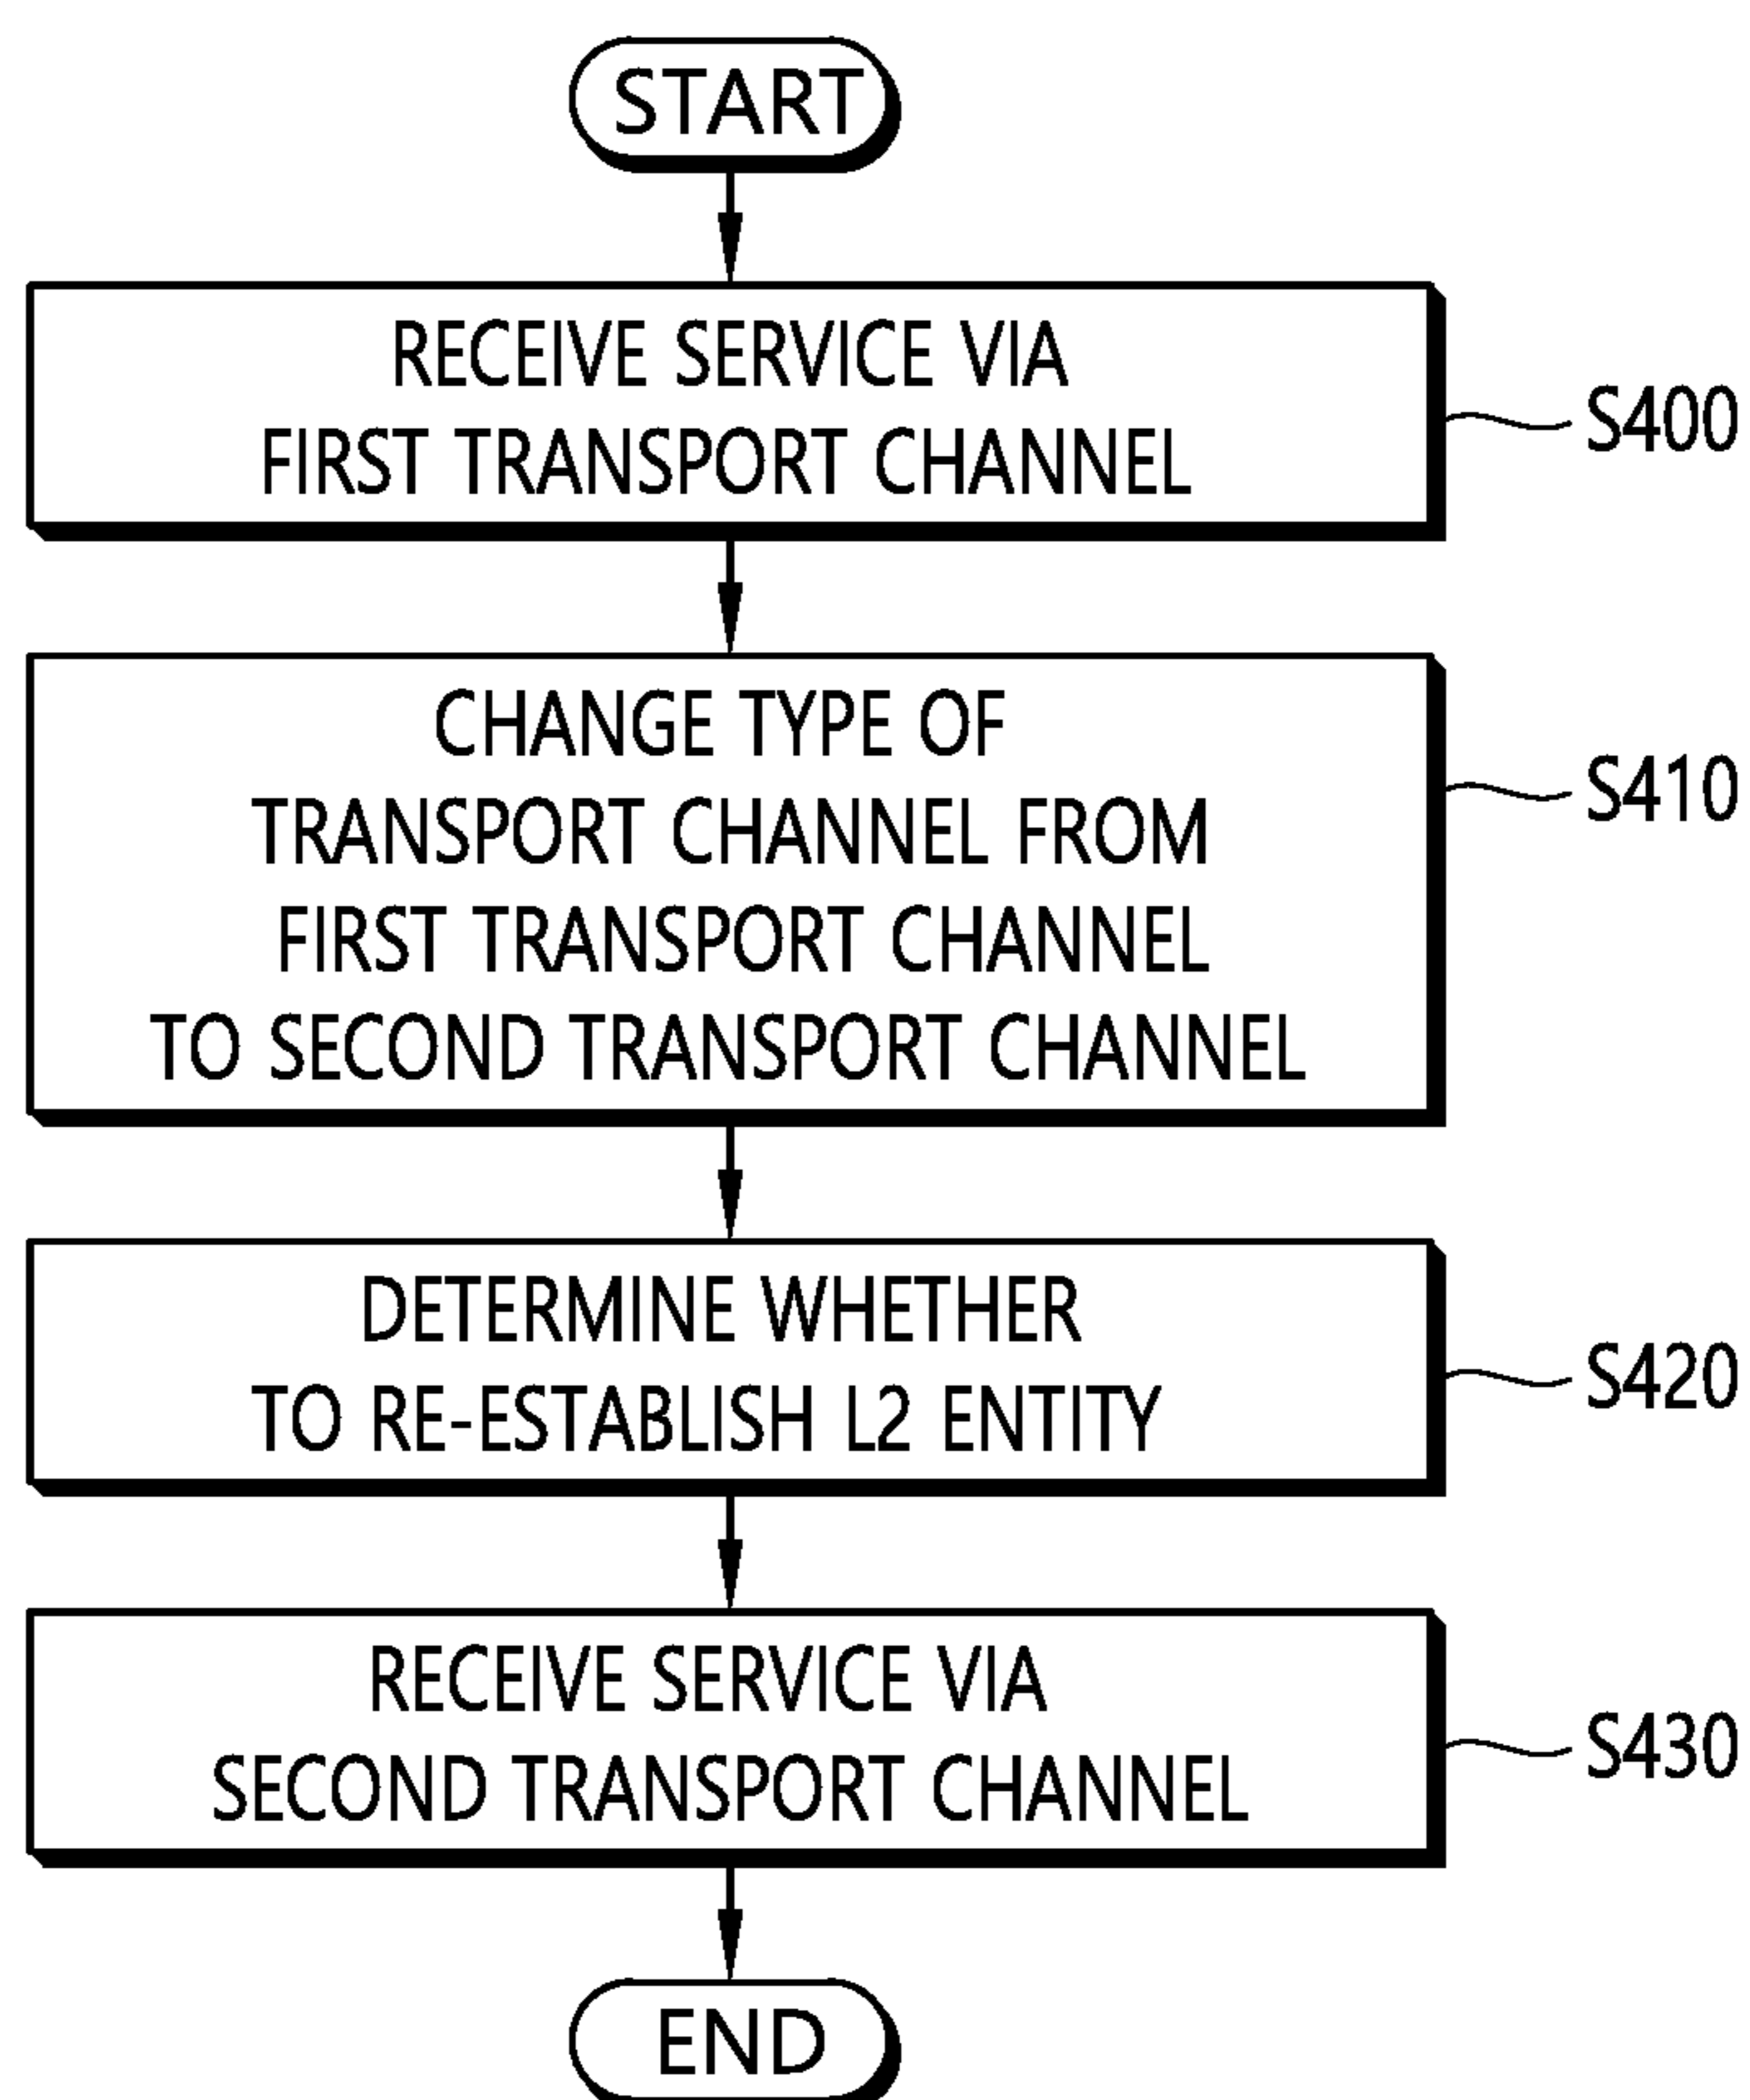 START
RECEIVE SERVICE VIA
FIRST TRANSPORT CHANNEL
S400
CHANGE TYPE OF
TRANSPORT CHANNEL FROM
FIRST TRANSPORT CHANNEL
TO SECOND TRANSPORT CHANNEL
S410
DETERMINE WHETHER
TO RE-ESTABLISH L2 ENTITY
S420
RECEIVE SERVICE VIA
SECOND TRANSPORT CHANNEL
S430
END